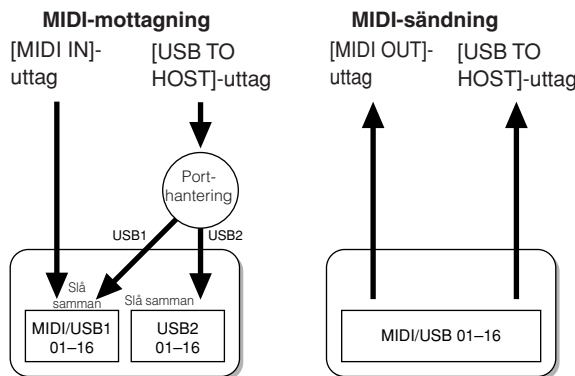 MIDI-mottagning
[MIDI IN]-
uttag
[USB TO
HOST]-uttag
Port-
hantering
USB1
USB2
Slå
samman
Slå samman
MIDI/USB1
01–16
USB2
01–16
MIDI-sändning
[MIDI OUT]-
uttag
[USB TO
HOST]-uttag
MIDI/USB 01–16